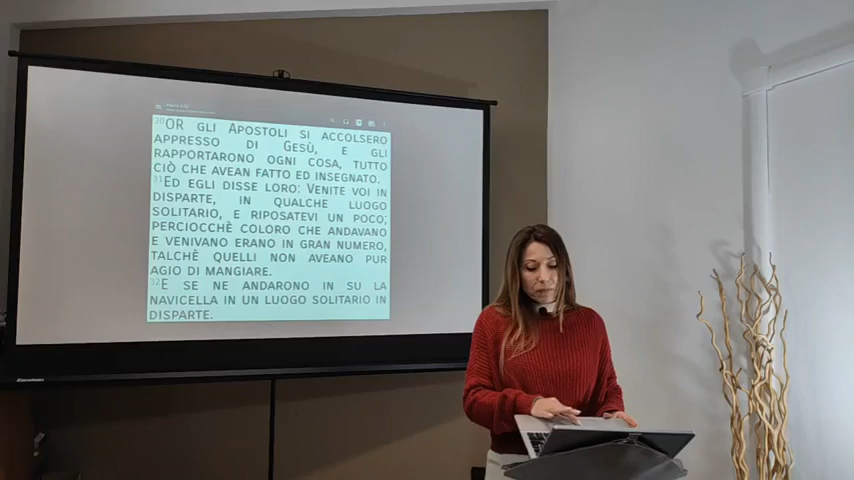 30OR GLI APOSTOLI SI ACCOLSERO
APPRESSO DI GESÙ, E GLI
RAPPORTARONO OGNI COSA, TUTTO
CIÒ CHE AVEAN FATTO ED INSEGNATO.
31ED EGLI DISSE LORO: VENITE VOI IN
DISPARTE, IN QUALCHE LUOGO
SOLITARIO, E RIPOSATEVI UN POCO;
PERCIOCCHÈ COLORO CHE ANDAVANO
E VENIVANO ERANO IN GRAN NUMERO,
TALCHÈ QUELLI NON AVEANO PUR
AGIO DI MANGIARE.
32E SE NE ANDARONO IN SU LA
NAVICELLA IN UN LUOGO SOLITARIO IN
DISPARTE.